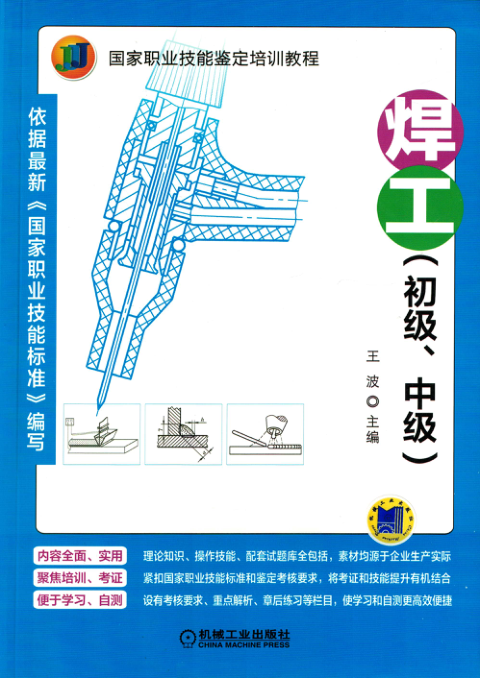 国家职业技能鉴定培训教程
依据最新《国家职业技能标准》编写
焊工(初级、中级)
王波◎主编
内容全面、实用
理论知识、操作技能、配套试题库全包括，素材均源于企业生产实际
聚焦培训、考证
紧扣国家职业技能标准和鉴定考核要求，将考证和技能提升有机结合
便于学习、自测
设有考核要求、重点解析、章后练习等栏目，使学习和自测更高效便捷
机械工业出版社
CHINA MACHINE PRESS